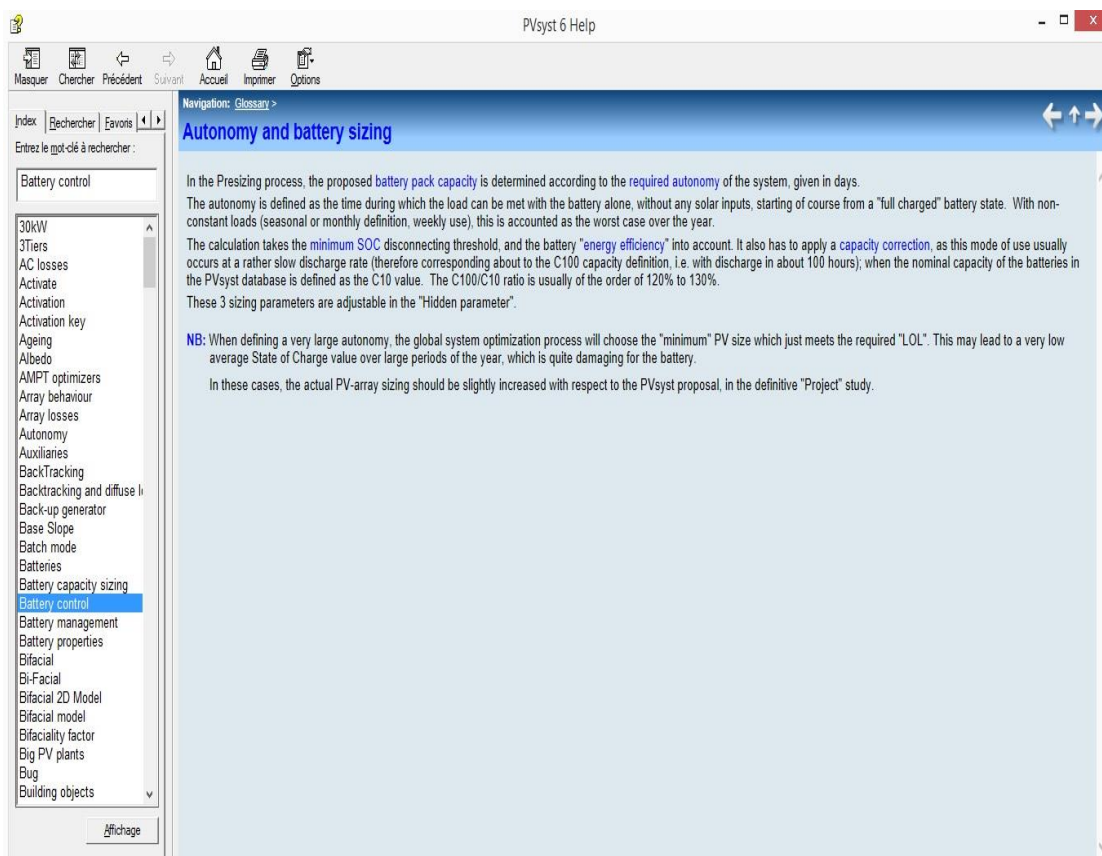 PVsyst 6 Help
Masquer Chercher Précédent Suivant Accueil Imprimer Options
Index Rechercher Favoris
Entrez le mot-clé à rechercher :
Battery control
30kW
3Tiers
AC losses
Activate
Activation
Activation key
Ageing
Albedo
AMPT optimizers
Array behaviour
Array losses
Autonomy
Auxiliaries
BackTracking
Backtracking and diffuse l
Back-up generator
Base Slope
Batch mode
Batteries
Battery capacity sizing
Battery control
Battery management
Battery properties
Bifacial
Bi-Facial
Bifacial 2D Model
Bifacial model
Bifaciality factor
Big PV plants
Bug
Building objects
Affichage
Navigation: Glossary >
Autonomy and battery sizing
In the Presizing process, the proposed battery pack capacity is determined according to the required autonomy of the system, given in days.
The autonomy is defined as the time during which the load can be met with the battery alone, without any solar inputs, starting of course from a "full charged" battery state. With non-
constant loads (seasonal or monthly definition, weekly use), this is accounted as the worst case over the year.
The calculation takes the minimum SOC disconnecting threshold, and the battery "energy efficiency" into account. It also has to apply a capacity correction, as this mode of use usually
occurs at a rather slow discharge rate (therefore corresponding about to the C100 capacity definition, i.e. with discharge in about 100 hours); when the nominal capacity of the batteries in
the PVsyst database is defined as the C10 value. The C100/C10 ratio is usually of the order of 120% to 130%.
These 3 sizing parameters are adjustable in the "Hidden parameter".
NB: When defining a very large autonomy, the global system optimization process will choose the "minimum" PV size which just meets the required "LOL". This may lead to a very low
average State of Charge value over large periods of the year, which is quite damaging for the battery.
In these cases, the actual PV-array sizing should be slightly increased with respect to the PVsyst proposal, in the definitive "Project" study.